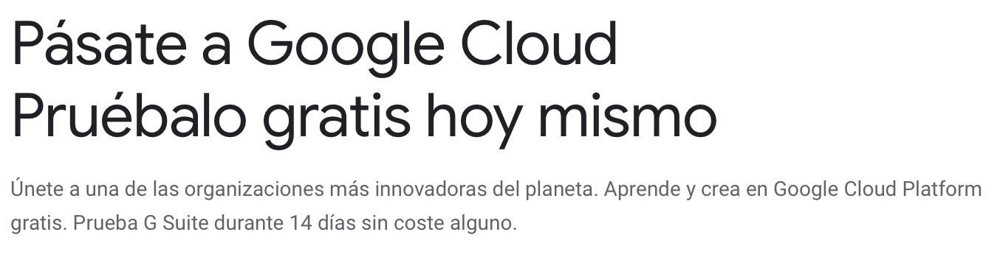 Pásate a Google Cloud
Pruébalo gratis hoy mismo
Únete a una de las organizaciones más innovadoras del planeta. Aprende y crea en Google Cloud Platform
gratis. Prueba G Suite durante 14 días sin coste alguno.